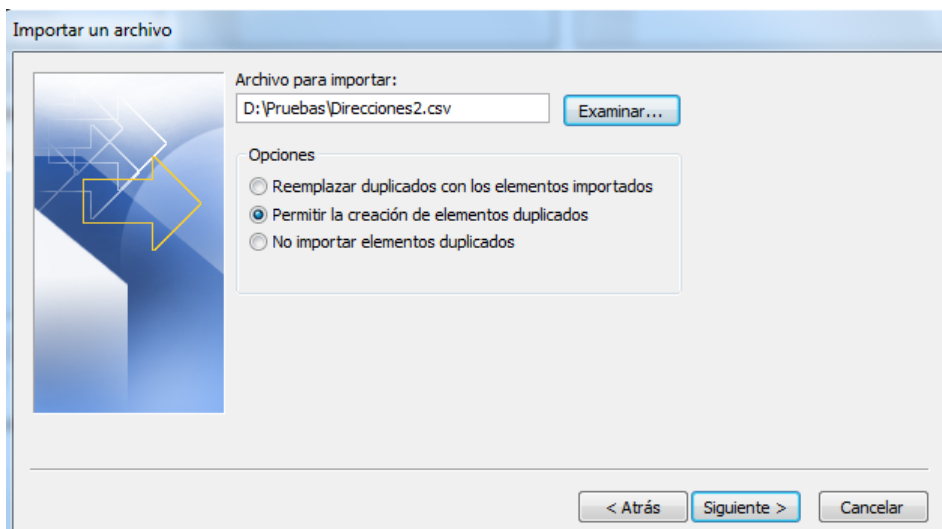 Importar un archivo
Archivo para importar:
D:\Pruebas\Direcciones2.csv
Examinar...
Opciones
Reemplazar duplicados con los elementos importados
Permitir la creación de elementos duplicados
No importar elementos duplicados
< Atrás
Siguiente >
Cancelar